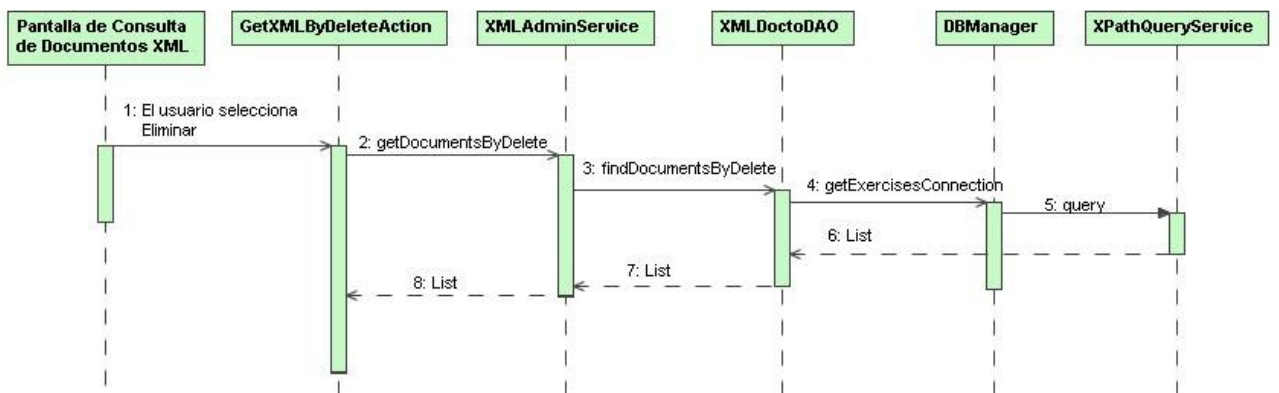 Pantalla de Consulta
de Documentos XML
GetXMLByDeleteAction
XMLAdminService
XMLDoctoDAO
DBManager
XPathQueryService
1: El usuario selecciona
Eliminar
2: getDocumentsByDelete
3: findDocumentsByDelete
4: getExercisesConnection
5: query
6: List
7: List
8: List